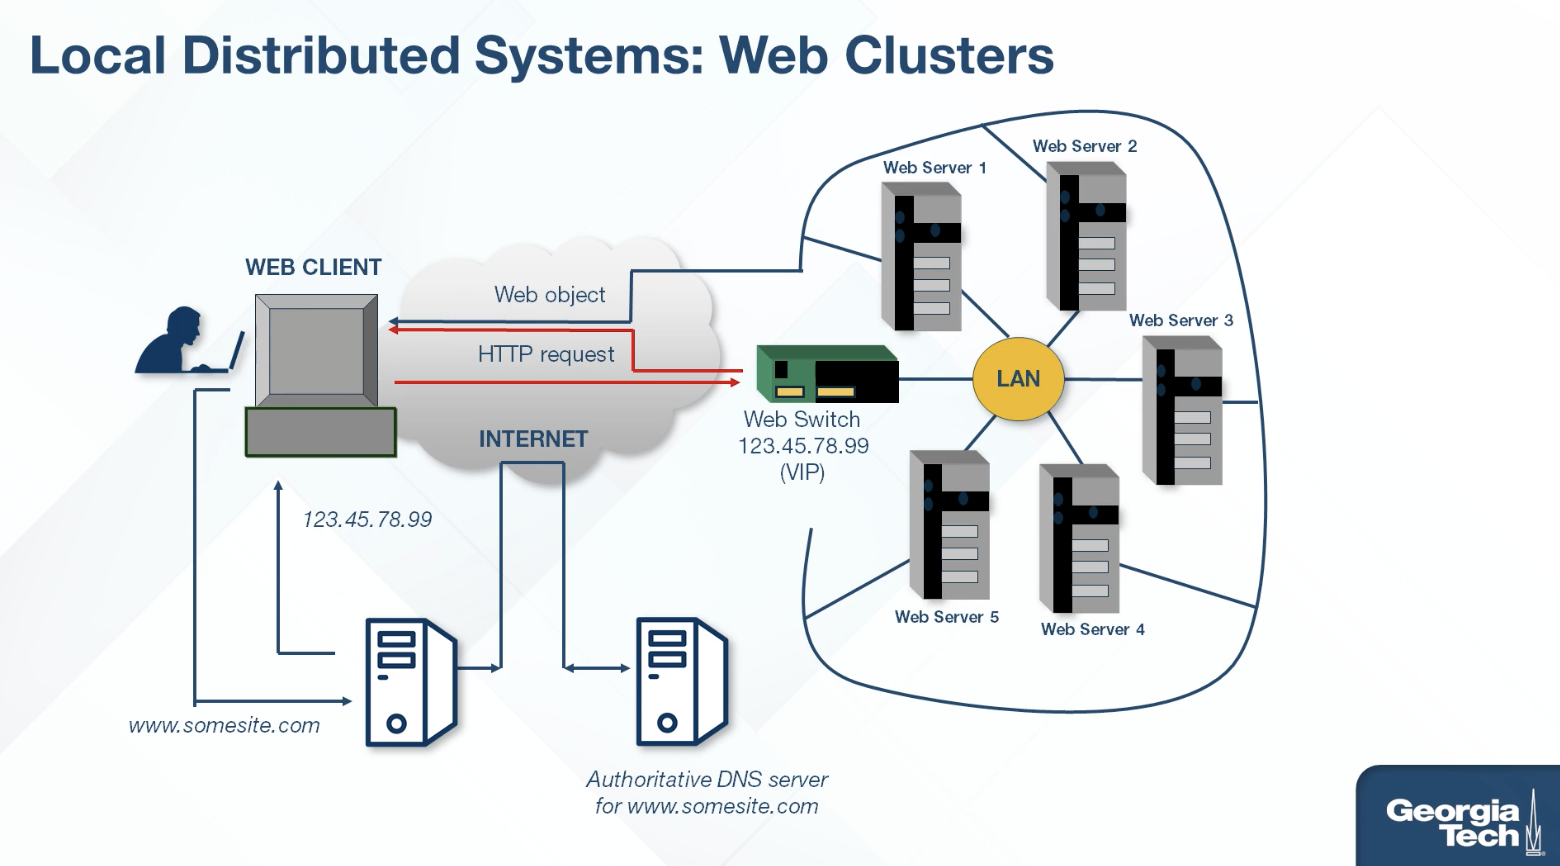 Local Distributed Systems: Web Clusters
Web Server 1
Web Server 2
Web Server 3
WEB CLIENT
Web object
HTTP request
INTERNET
LAN
Web Switch
123.45.78.99
(VIP)
123.45.78.99
Web Server 5
Web Server 4
www.somesite.com
Authoritative DNS server
for www.somesite.com
Georgia
Tech